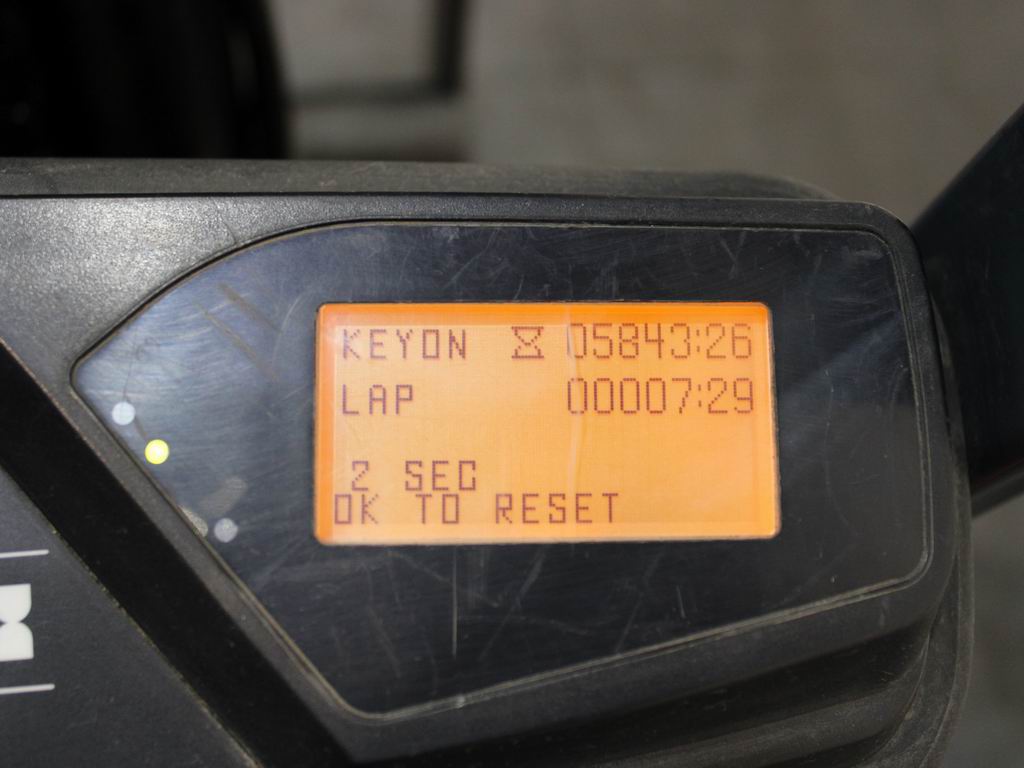 KEYON 05843:26
LAP 00007:29
2 SEC
OK TO RESET